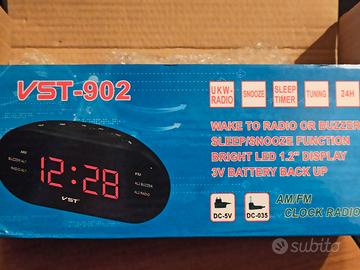 VST-902
UKW-RADIO
SNOOZE
SLEEP TIMER
TUNING
24H
WAKE TO RADIO OR BUZZER
SLEEP/SNOOZE FUNCTION
BRIGHT LED 1.2" DISPLAY
3V BATTERY BACK UP
12:28
VST
DC-5V
DC-035
AM/FM
CLOCK RADIO
subito